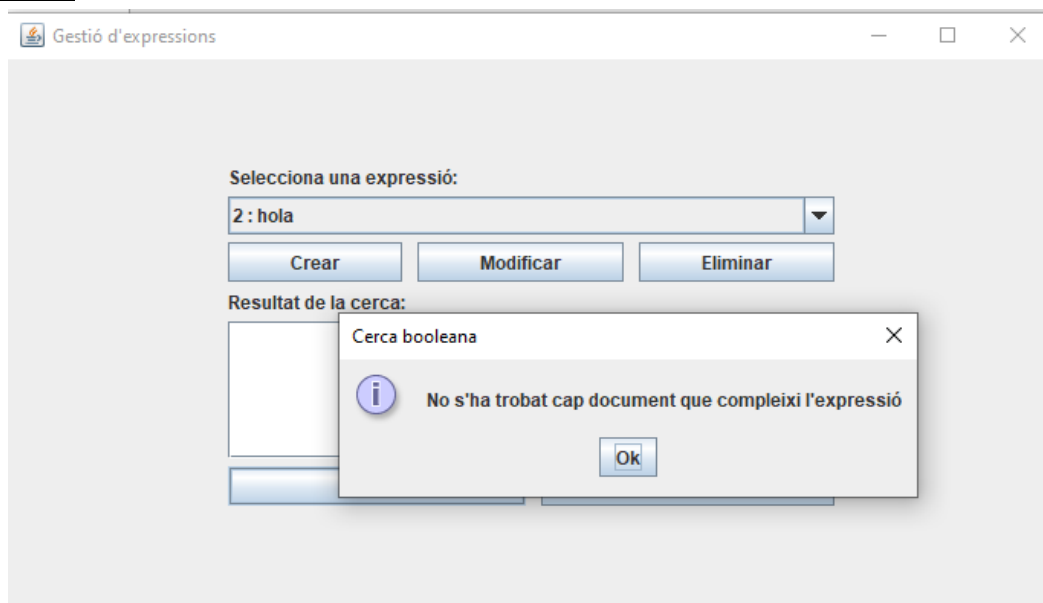 Gestió d'expressions
Selecciona una expressió:
2 : hola
Crear Modificar Eliminar
Resultat de la cerca:
Cerca booleana
No s'ha trobat cap document que compleixi l'expressió
Ok